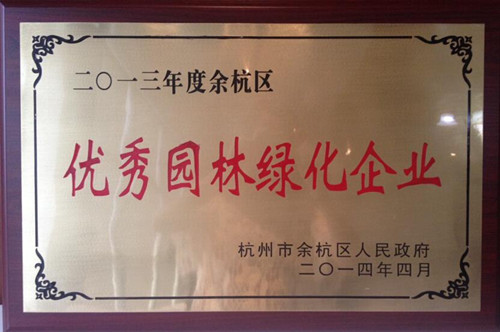 二〇一三年度余杭区
优秀园林绿化企业
杭州市余杭区人民政府
二〇一四年四月